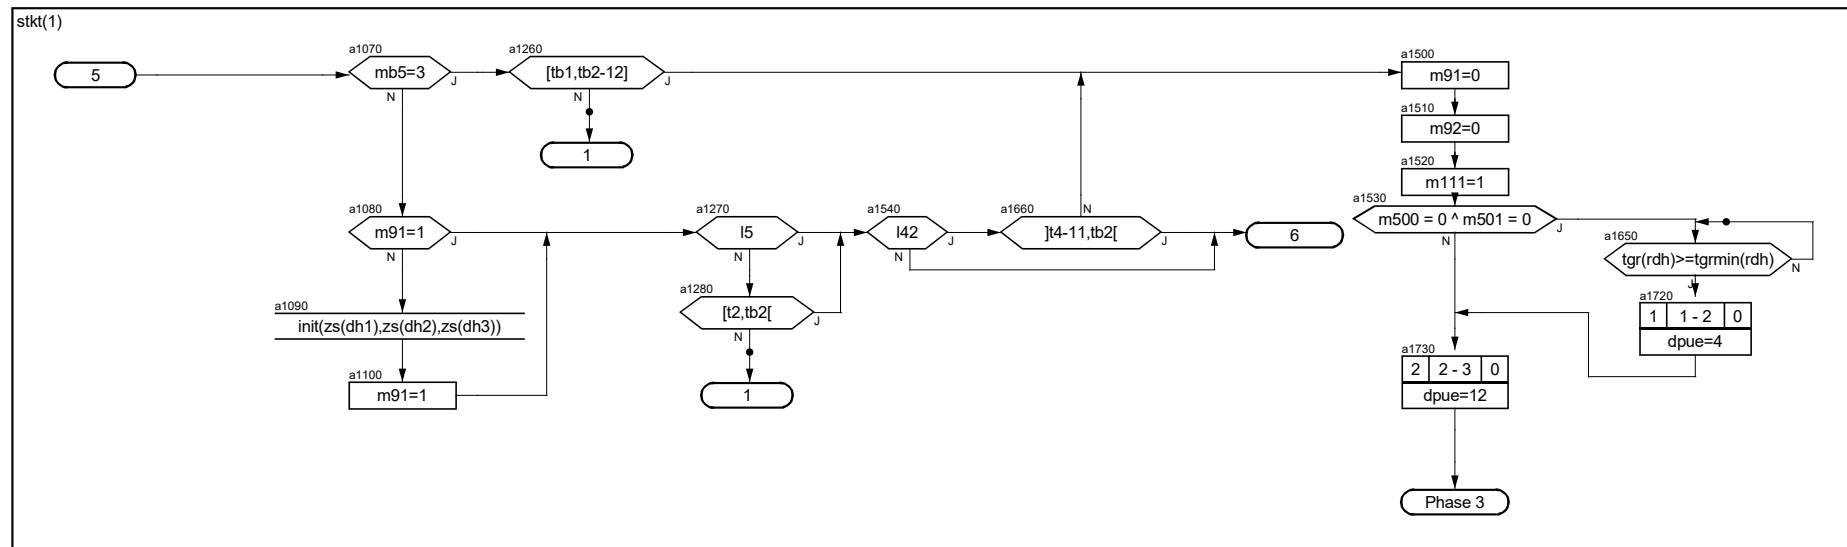 stkt(1)
5
a1070
mb5=3
J
N
a1260
[tb1,tb2-12]
J
N
1
a1500
m91=0
a1510
m92=0
a1520
m111=1
a1530
m500 = 0 ^ m501 = 0
J
N
a1080
m91=1
J
N
a1090
init(zs(dh1),zs(dh2),zs(dh3))
a1100
m91=1
a1270
l5
J
N
a1280
[t2,tb2[
J
N
1
a1540
l42
J
N
a1660
]t4-11,tb2[
N
J
6
a1650
tgr(rdh)>=tgrmin(rdh)
N
J
a1720
1 1 - 2 0
dpue=4
a1730
2 2 - 3 0
dpue=12
Phase 3